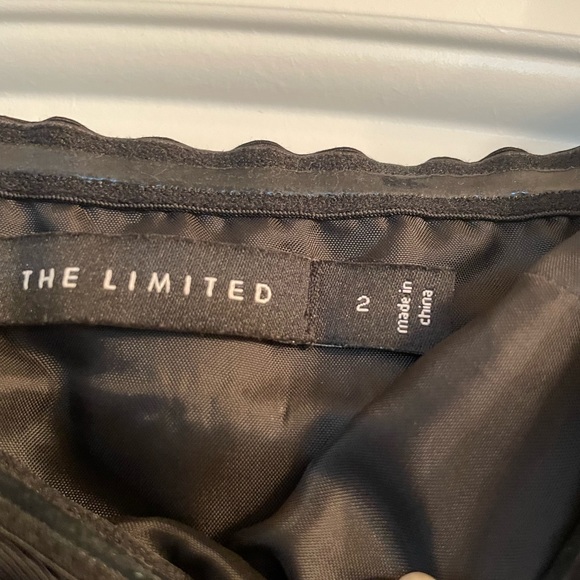 THE LIMITED
2
made in
china